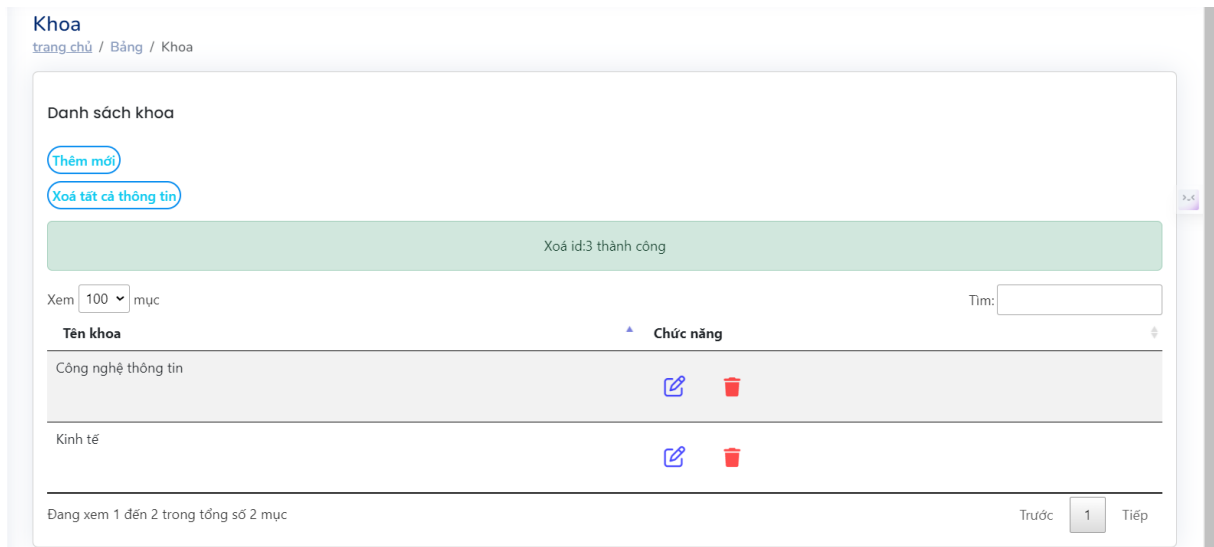 Khoa
trang chủ / Bảng / Khoa
Danh sách khoa
Thêm mới
Xoá tất cả thông tin
Xoá id:3 thành công
Xem 100 mục
Tìm:
Tên khoa Chức năng
Công nghệ thông tin
Kinh tế
Đang xem 1 đến 2 trong tổng số 2 mục
Trước 1 Tiếp